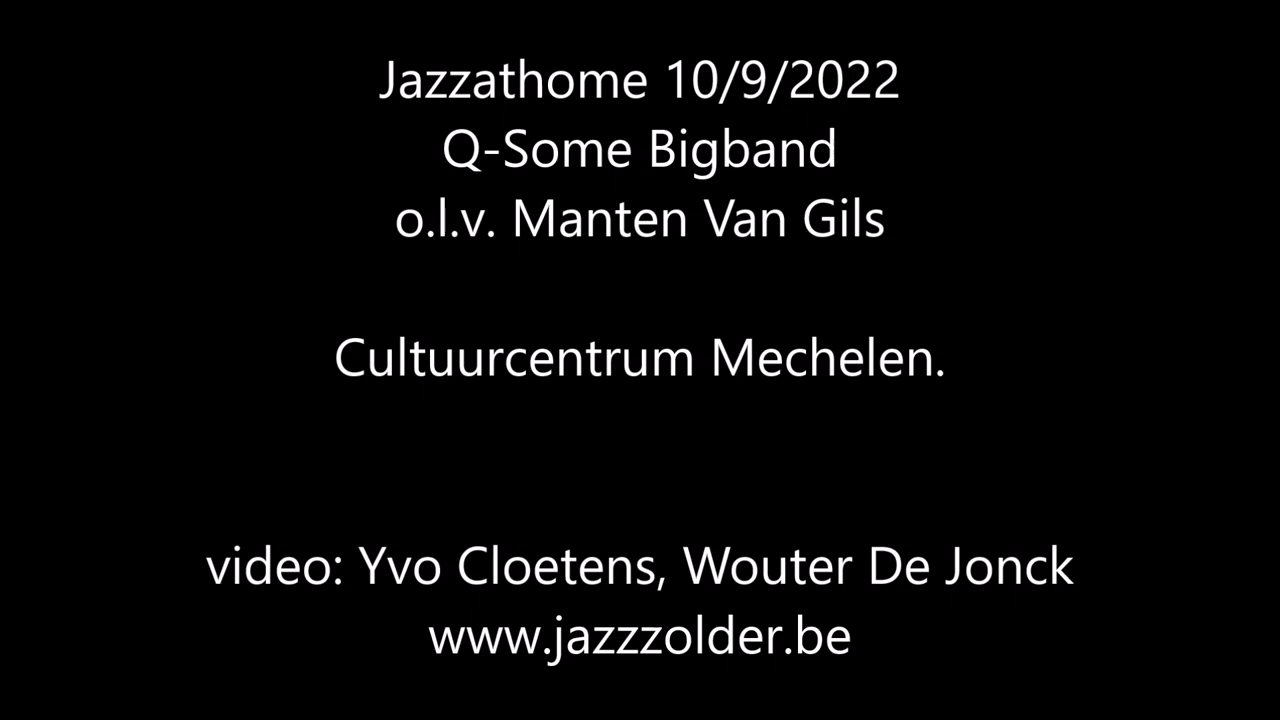 Jazzathome 10/9/2022
Q-Some Bigband
o.l.v. Manten Van Gils
Cultuurcentrum Mechelen.
video: Yvo Cloetens, Wouter De Jonck
www.jazzzolder.be